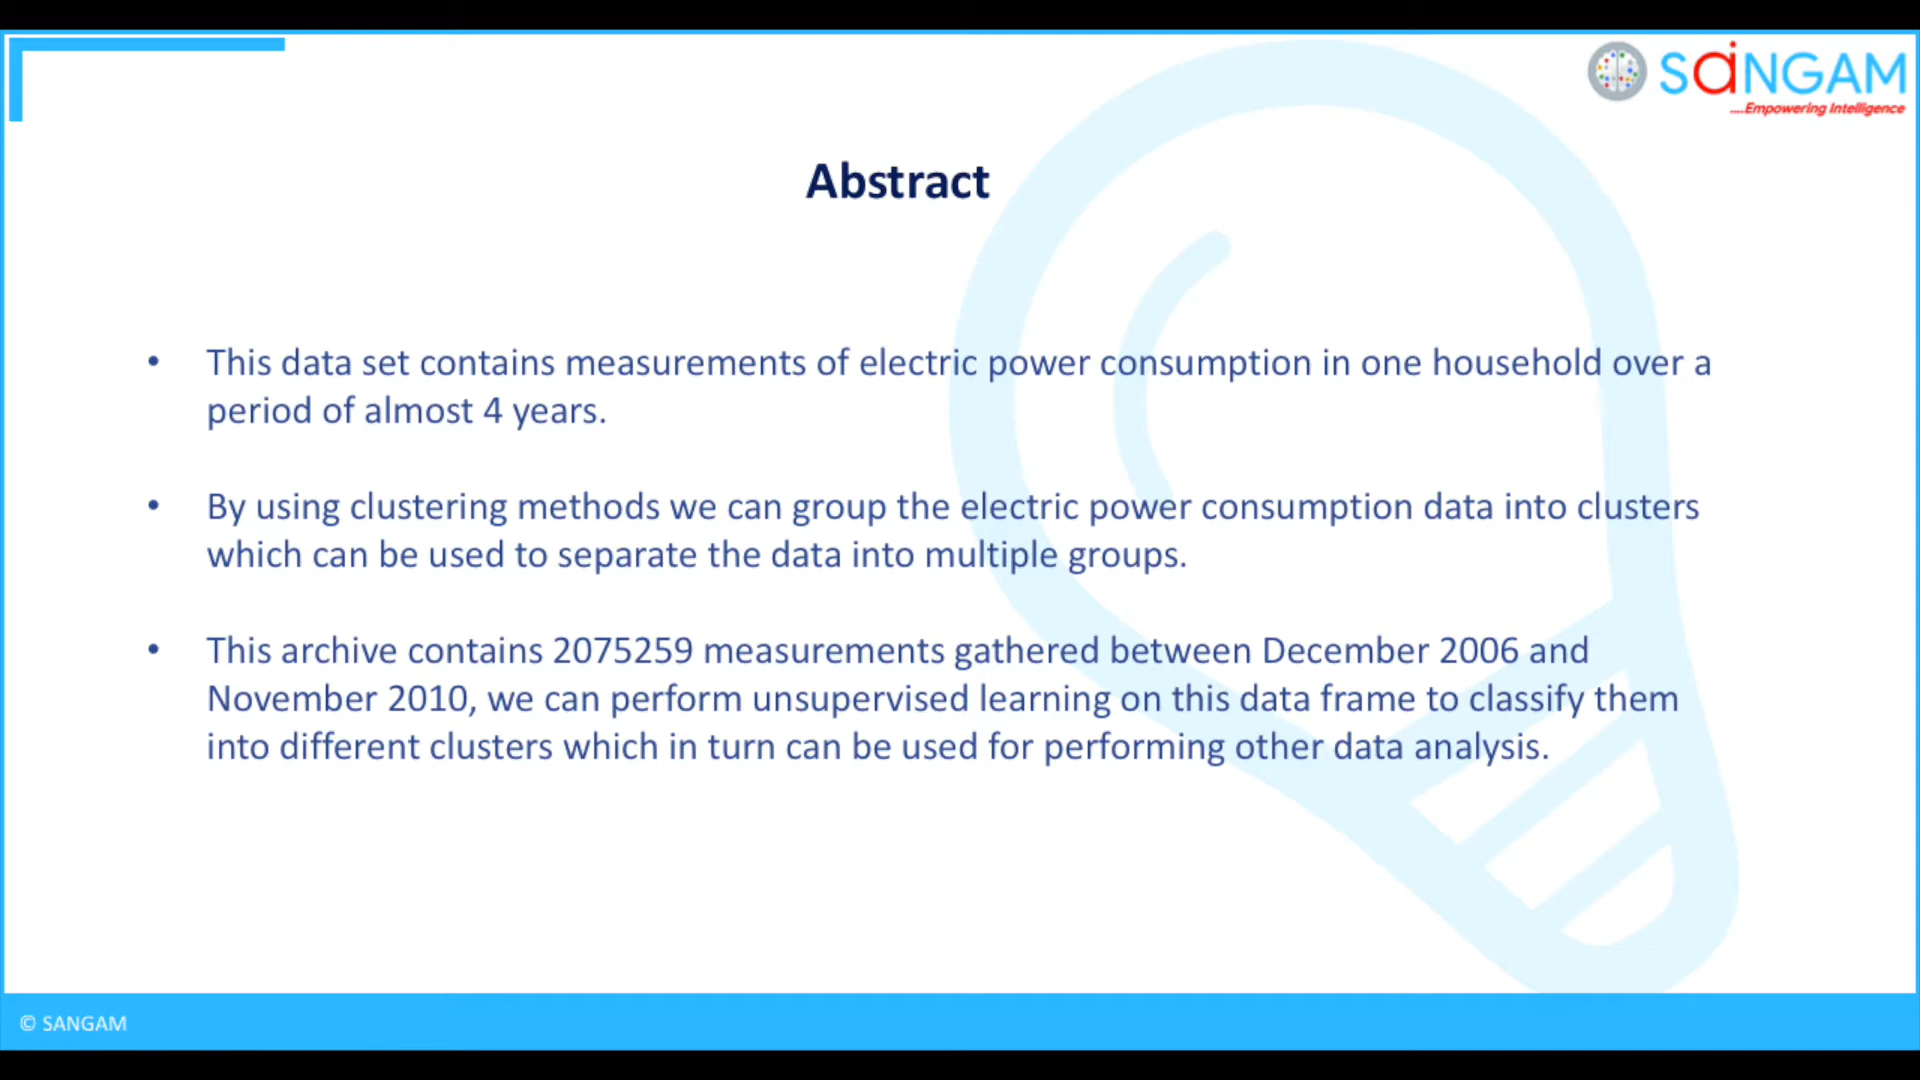 SaiNGAM
....Empowering Intelligence
Abstract
• This data set contains measurements of electric power consumption in one household over a
period of almost 4 years.
• By using clustering methods we can group the electric power consumption data into clusters
which can be used to separate the data into multiple groups.
• This archive contains 2075259 measurements gathered between December 2006 and
November 2010, we can perform unsupervised learning on this data frame to classify them
into different clusters which in turn can be used for performing other data analysis.
© SANGAM